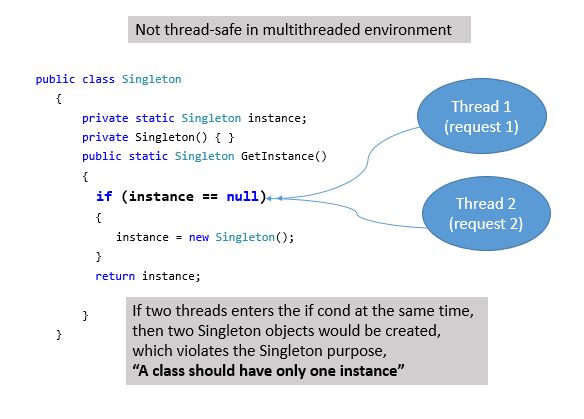 Not thread-safe in multithreaded environment
public class Singleton
{
private static Singleton instance;
private Singleton() { }
public static Singleton GetInstance()
{
if (instance == null)
{
instance = new Singleton();
}
return instance;
}
}
Thread 1
(request 1)
Thread 2
(request 2)
If two threads enters the if cond at the same time,
then two Singleton objects would be created,
which violates the Singleton purpose,
“A class should have only one instance”